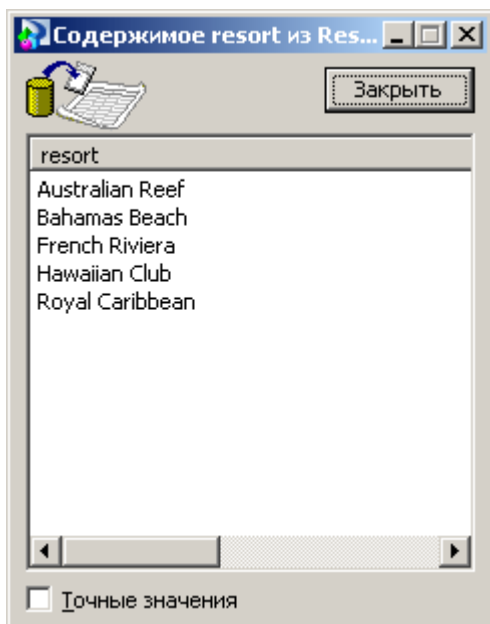 Содержимое resort из Res...
Закрыть
resort
Australian Reef
Bahamas Beach
French Riviera
Hawaiian Club
Royal Caribbean
Точные значения